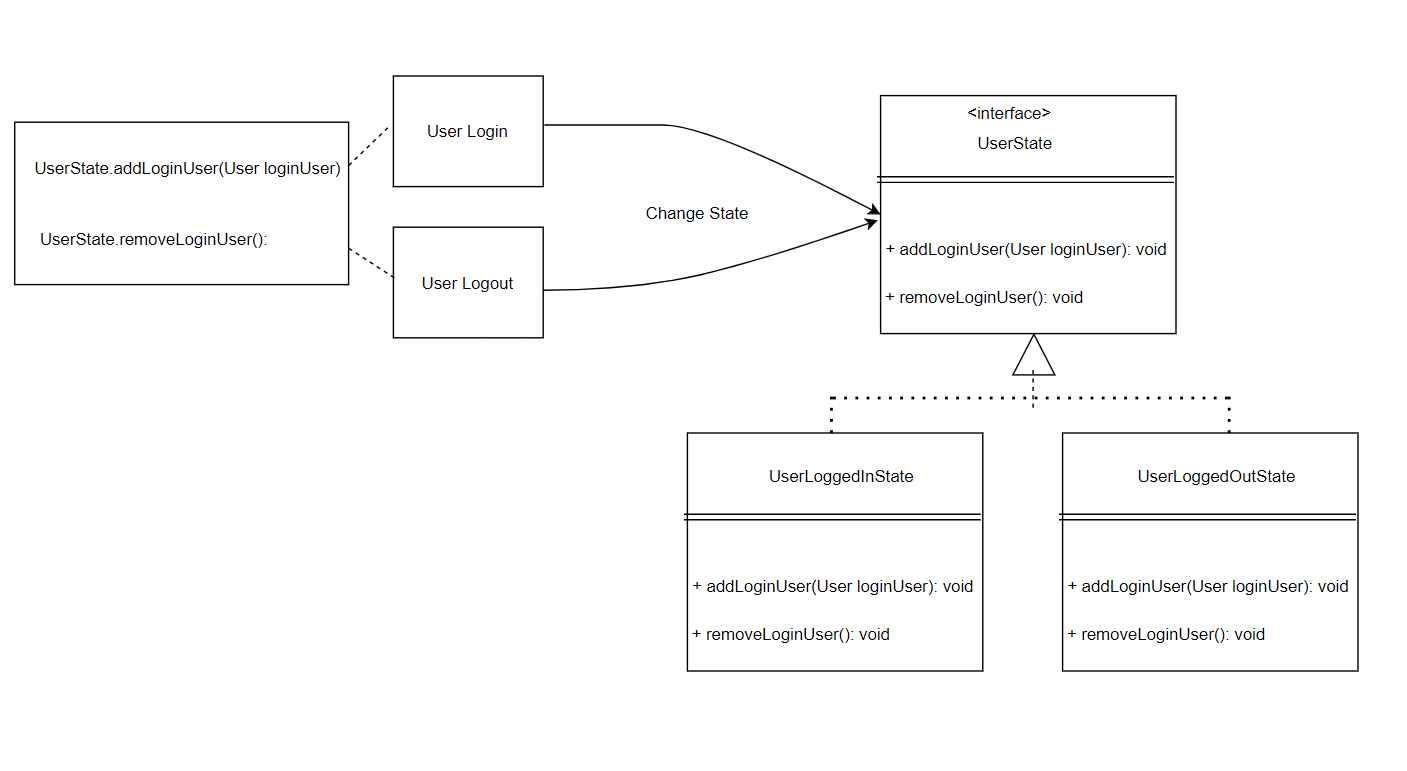 UserState.addLoginUser(User loginUser)
UserState.removeLoginUser():
User Login
User Logout
Change State
<interface>
UserState
+ addLoginUser(User loginUser): void
+ removeLoginUser(): void
UserLoggedInState
+ addLoginUser(User loginUser): void
+ removeLoginUser(): void
UserLoggedOutState
+ addLoginUser(User loginUser): void
+ removeLoginUser(): void